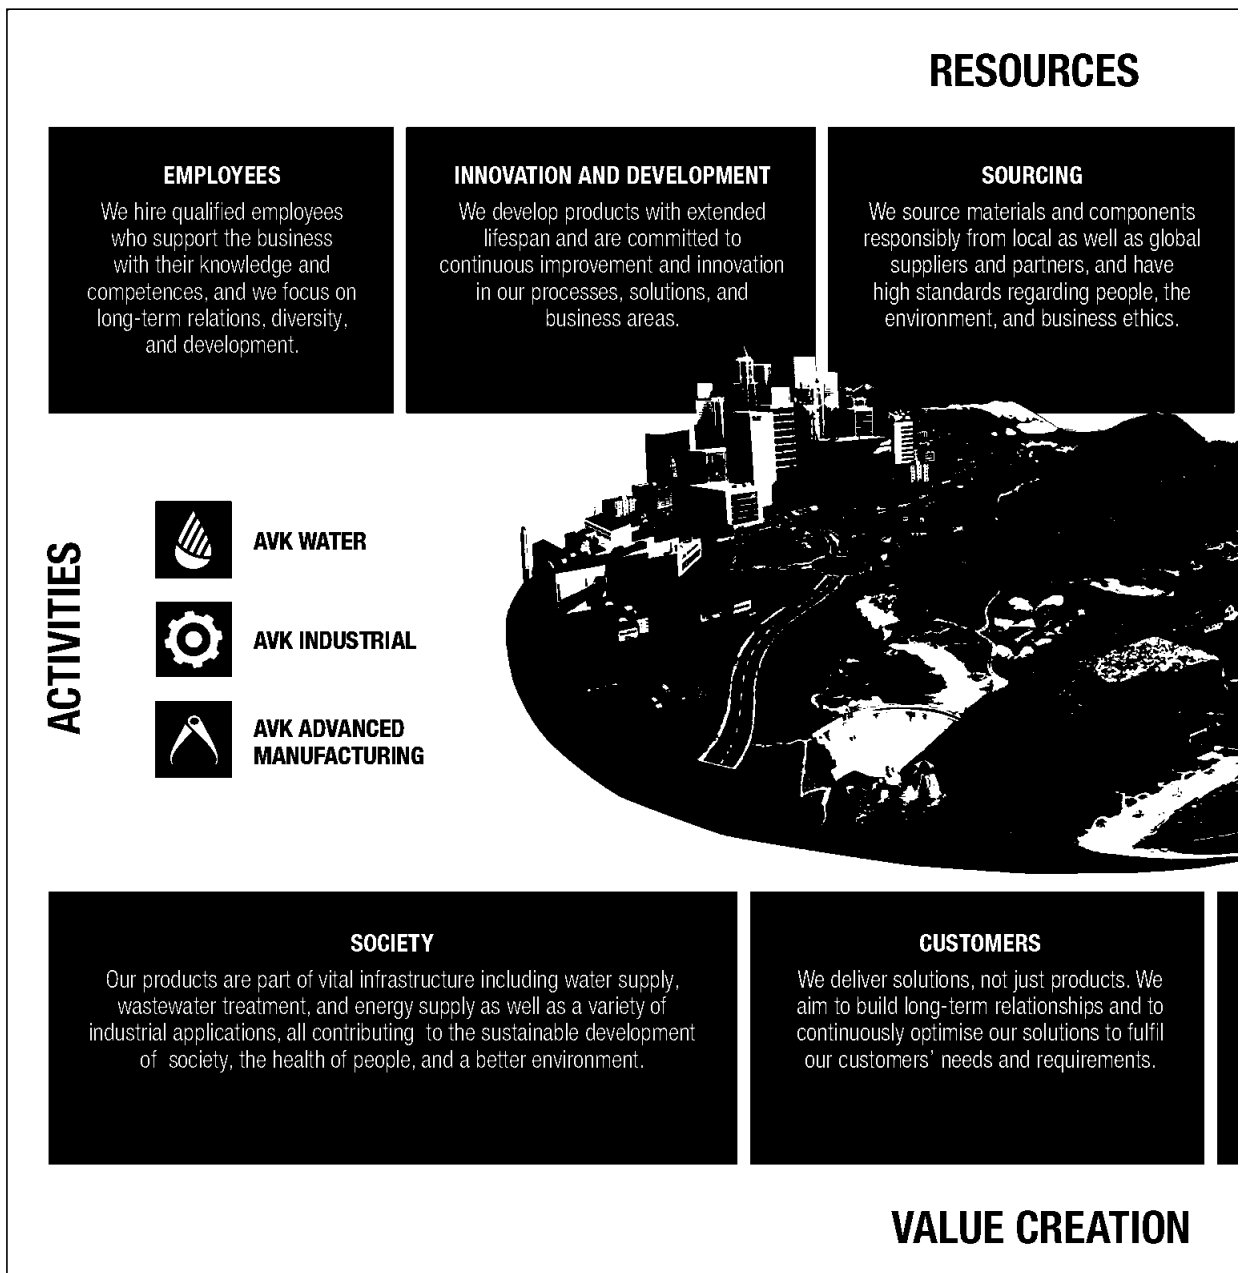 RESOURCES
EMPLOYEES
We hire qualified employees
who support the business
with their knowledge and
competences, and we focus on
long-term relations, diversity,
and development.
INNOVATION AND DEVELOPMENT
We develop products with extended
lifespan and are committed to
continuous improvement and innovation
in our processes, solutions, and
business areas.
SOURCING
We source materials and components
responsibly from local as well as global
suppliers and partners, and have
high standards regarding people, the
environment, and business ethics.
ACTIVITIES
AVK WATER
AVK INDUSTRIAL
AVK ADVANCED
MANUFACTURING
SOCIETY
Our products are part of vital infrastructure including water supply,
wastewater treatment, and energy supply as well as a variety of
industrial applications, all contributing to the sustainable development
of society, the health of people, and a better environment.
CUSTOMERS
We deliver solutions, not just products. We
aim to build long-term relationships and to
continuously optimise our solutions to fulfil
our customers’ needs and requirements.
VALUE CREATION